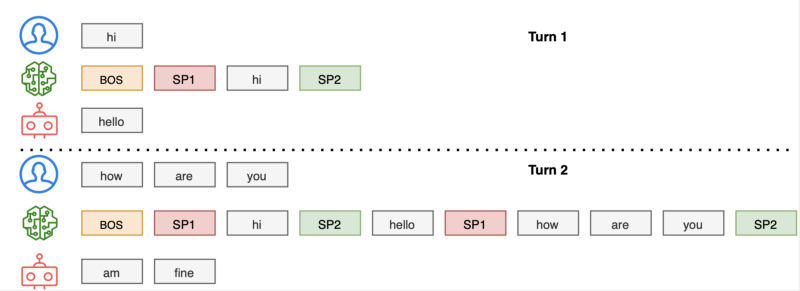 hi
Turn 1
BOS SP1 hi SP2
hello
how are you
Turn 2
BOS SP1 hi SP2 hello SP1 how are you SP2
am fine